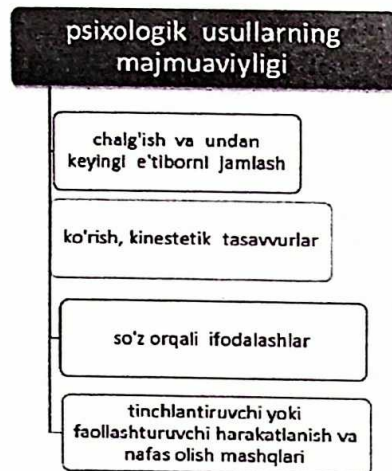 psixologik usullarning
majmuaviyligi
chalg'ish va undan
keyingi e'tiborni jamlash
ko'rish, kinestetik tasavvurlar
so'z orqali ifodalashlar
tinchlantiruvchi yoki
faollashturuvchi harakatlanish va
nafas olish mashqlari